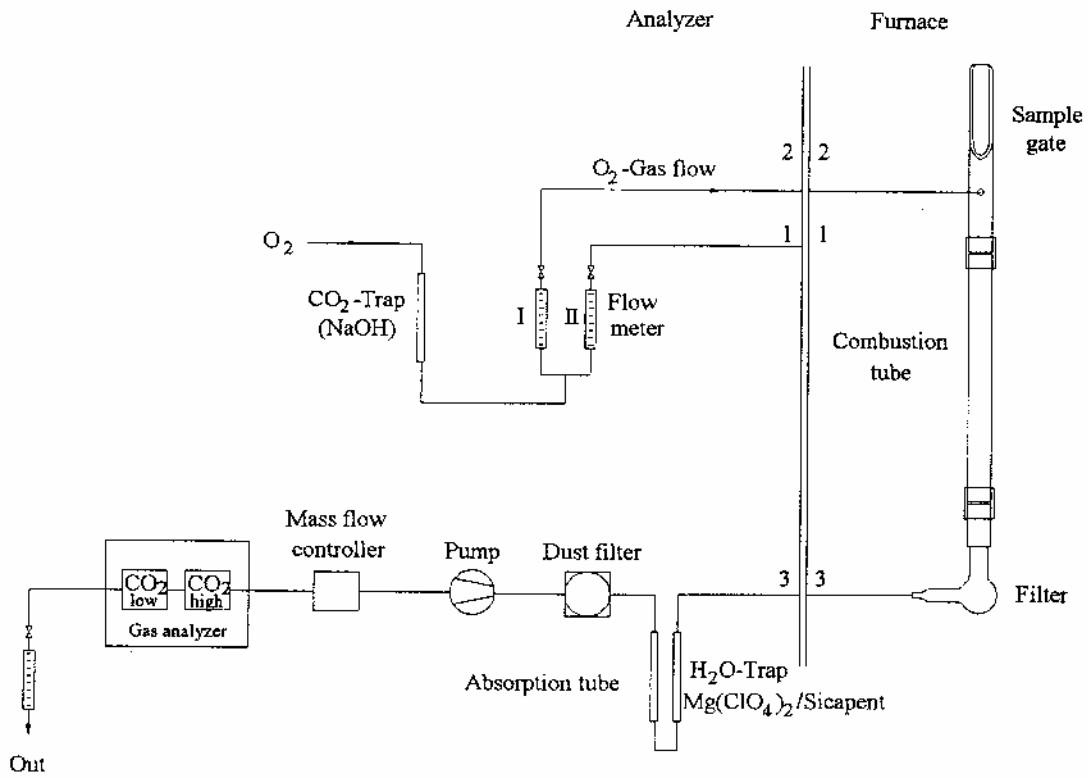 Analyzer
Furnace
Sample
gate
2 2
O2-Gas flow
O2
1 1
CO2-Trap
(NaOH)
I
II
Flow
meter
Combustion
tube
Mass flow
controller
Pump
Dust filter
3 3
CO2
low
CO2
high
Gas analyzer
Filter
Absorption tube
H2O-Trap
Mg(ClO4)2/Sicapent
Out